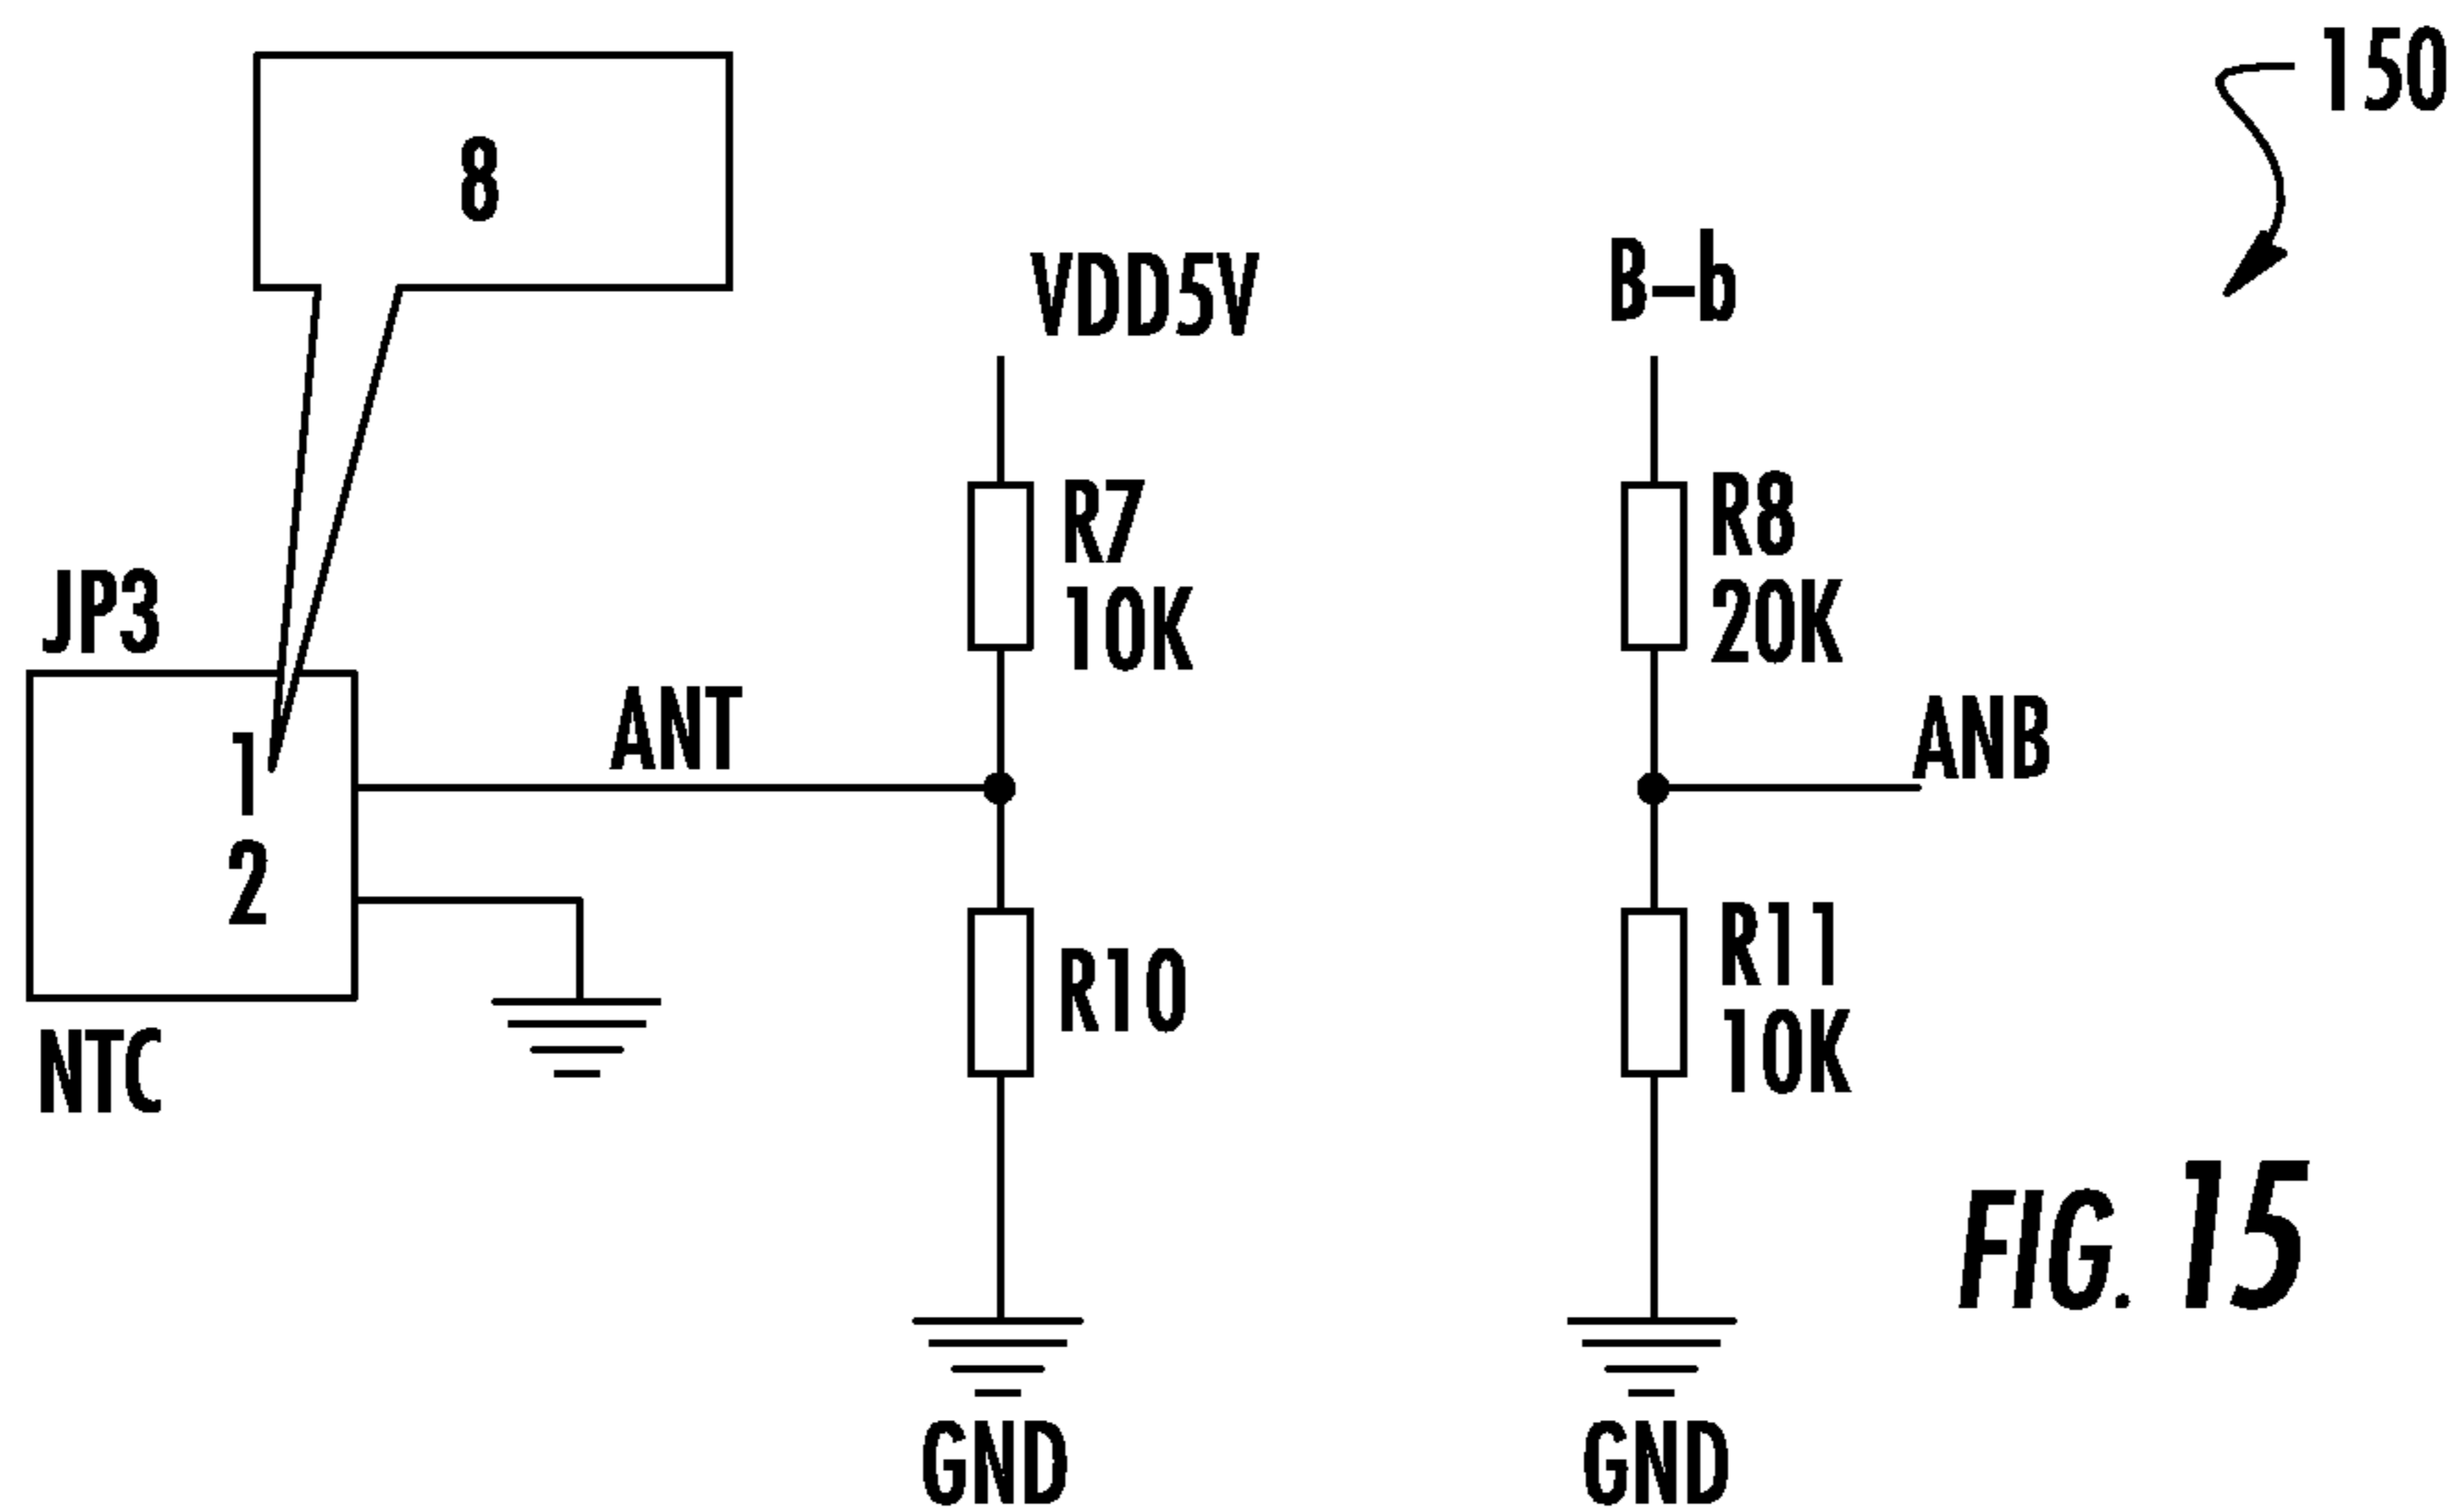 150
8
VDD5V
B-b
R7
10K
R8
20K
JP3
ANT
ANB
1
2
R10
R11
10K
NTC
GND
GND
FIG. 15